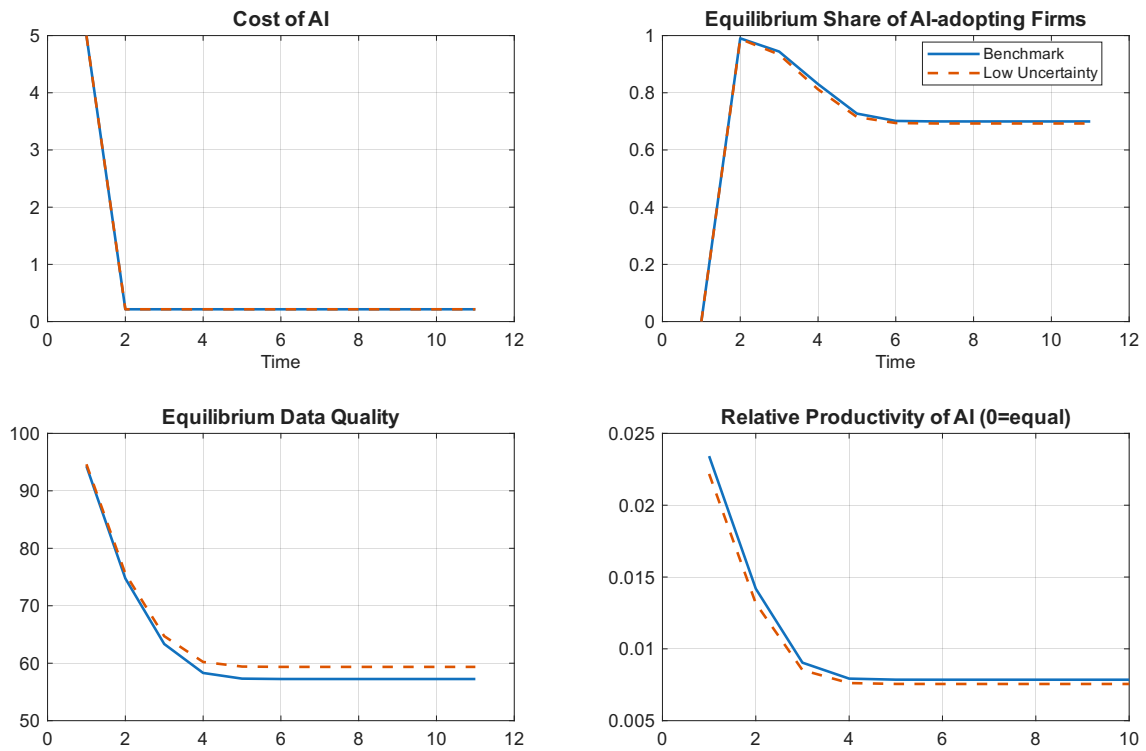 Cost of AI
5
4
3
2
1
0
0 2 4 6 8 10 12
Time
Equilibrium Share of AI-adopting Firms
1
0.8
0.6
0.4
0.2
0
Benchmark
Low Uncertainty
0 2 4 6 8 10 12
Time
Equilibrium Data Quality
100
90
80
70
60
50
0 2 4 6 8 10 12
Relative Productivity of AI (0=equal)
0.025
0.02
0.015
0.01
0.005
0 2 4 6 8 10